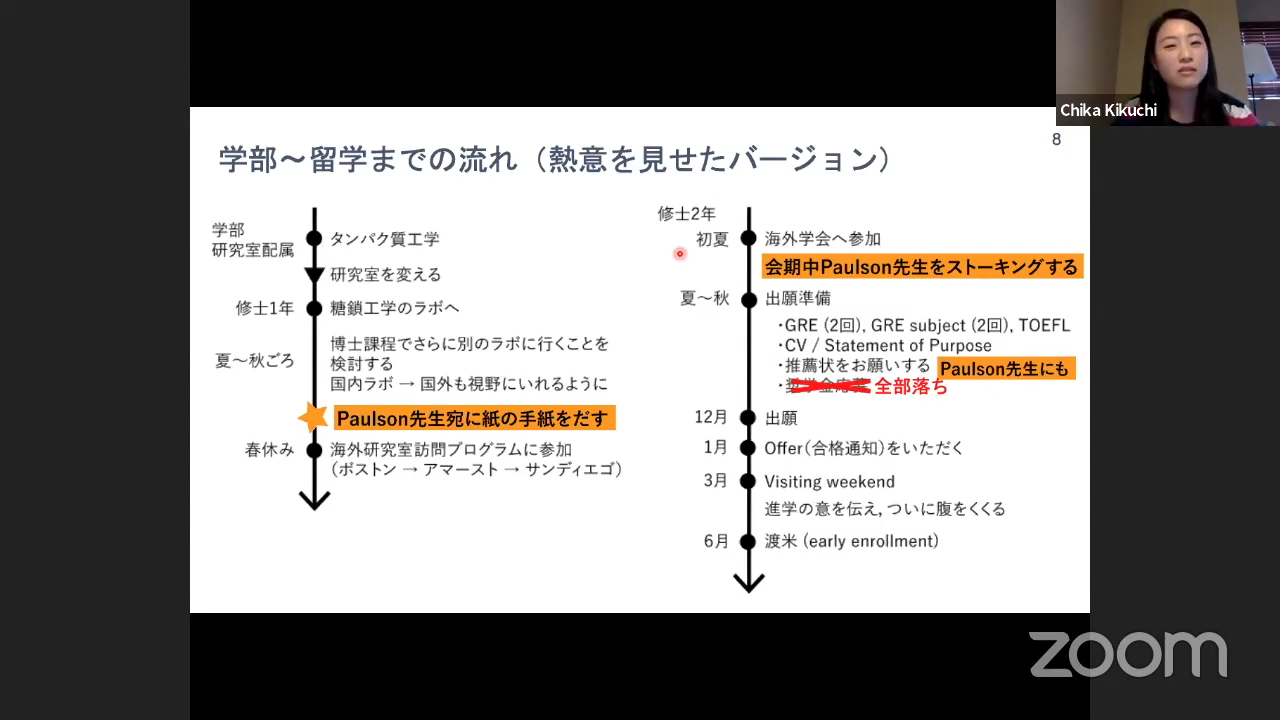 Chika Kikuchi
8
学部～留学までの流れ（熱意を見せたバージョン）
学部
研究室配属
タンパク質工学
研究室を変える
修士1年
糖鎖工学のラボへ
夏～秋ごろ
博士課程でさらに別のラボに行くことを
検討する
国内ラボ → 国外も視野にいれるように
Paulson先生宛に紙の手紙をだす
春休み
海外研究室訪問プログラムに参加
（ボストン → アマースト → サンディエゴ）
修士2年
初夏
海外学会へ参加
会期中Paulson先生をストーキングする
夏～秋
出願準備
・GRE (2回), GRE subject (2回), TOEFL
・CV / Statement of Purpose
・推薦状をお願いする Paulson先生にも
・奨学金応募 全部落ち
12月
出願
1月
Offer（合格通知）をいただく
3月
Visiting weekend
進学の意を伝え, ついに腹をくくる
6月
渡米 (early enrollment)
zoom